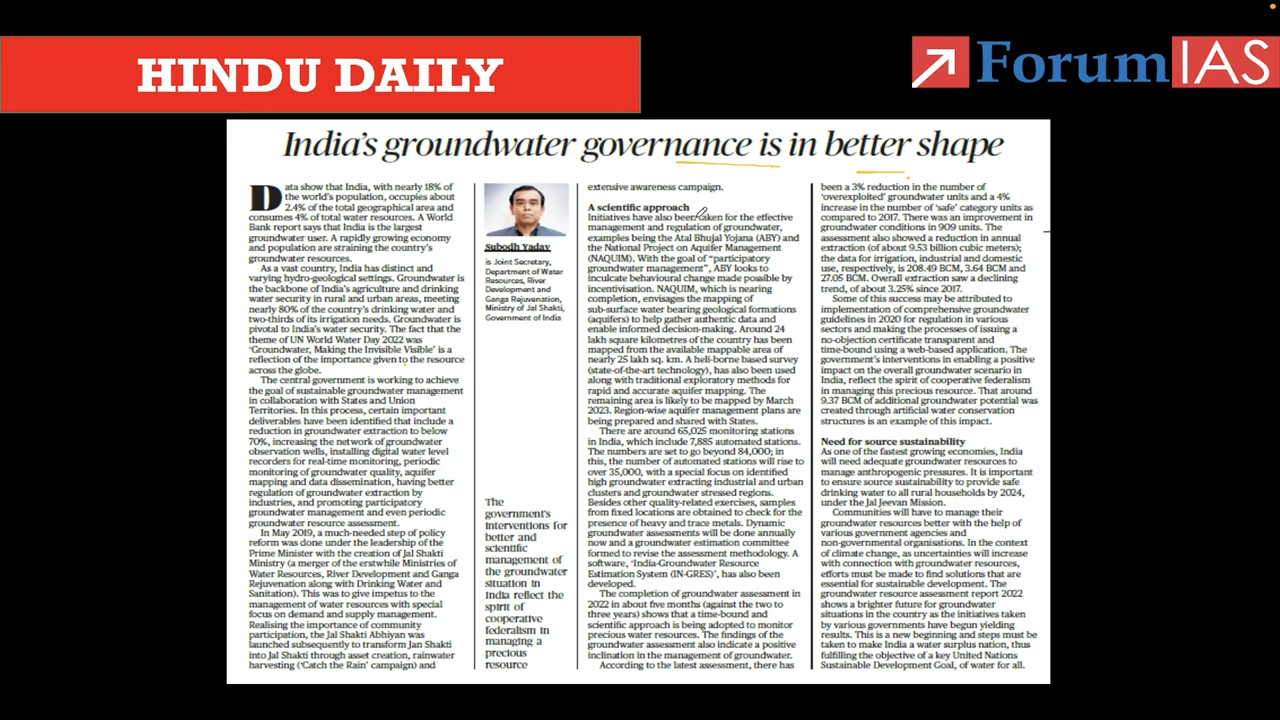 HINDU DAILY
ForumIAS
India's groundwater governance is in better shape
Data show that India, with nearly 18% of
the world's population, occupies about
2.4% of the total geographical area and
consumes 4% of total water resources. A World
Bank report says that India is the largest
groundwater user. A rapidly growing economy
and population are straining the country's
groundwater resources.
As a vast country, India has distinct and
varying hydro-geological settings. Groundwater is
the backbone of India's agriculture and drinking
water security in rural and urban areas, meeting
nearly 80% of the country's drinking water and
two-thirds of its irrigation needs. Groundwater is
pivotal to India's water security. The fact that the
theme of UN World Water Day 2022 was
'Groundwater, Making the Invisible Visible' is a
reflection of the importance given to the resource
across the globe.
The central government is working to achieve
the goal of sustainable groundwater management
in collaboration with States and Union
Territories. In this process, certain important
deliverables have been identified that include a
reduction in groundwater extraction to below
70%, increasing the network of groundwater
observation wells, installing digital water level
recorders for real-time monitoring, periodic
monitoring of groundwater quality, aquifer
mapping and data dissemination, having better
regulation of groundwater extraction by
industries, and promoting participatory
groundwater management and even periodic
groundwater resource assessment.
In May 2019, a much-needed step of policy
reform was done under the leadership of the
Prime Minister with the creation of Jal Shakti
Ministry (a merger of the erstwhile Ministries of
Water Resources, River Development and Ganga
Rejuvenation along with Drinking Water and
Sanitation). This was to give impetus to the
management of water resources with special
focus on demand and supply management.
Realising the importance of community
participation, the Jal Shakti Abhiyan was
launched subsequently to transform Jan Shakti
into Jal Shakti through asset creation, rainwater
harvesting ('Catch the Rain' campaign) and
Subodh Yadav
is Joint Secretary,
Department of Water
Resources, River
Development and
Ganga Rejuvenation,
Ministry of Jal Shakti,
Government of India
The
government's
interventions for
better and
scientific
management of
the groundwater
situation in
India reflect the
spirit of
cooperative
federalism in
managing a
precious
resource
extensive awareness campaign.
A scientific approach
Initiatives have also been taken for the effective
management and regulation of groundwater,
examples being the Atal Bhujal Yojana (ABY) and
the National Project on Aquifer Management
(NAQUIM). With the goal of "participatory
groundwater management", ABY looks to
inculcate behavioural change made possible by
incentivisation. NAQUIM, which is nearing
completion, envisages the mapping of
sub-surface water bearing geological formations
(aquifers) to help gather authentic data and
enable informed decision-making. Around 24
lakh square kilometres of the country has been
mapped from the available mappable area of
nearly 25 lakh sq. km. A heli-borne based survey
(state-of-the-art technology), has also been used
along with traditional exploratory methods for
rapid and accurate aquifer mapping. The
remaining area is likely to be mapped by March
2023. Region-wise aquifer management plans are
being prepared and shared with States.
There are around 65,025 monitoring stations
in India, which include 7,885 automated stations.
The numbers are set to go beyond 84,000; in
this, the number of automated stations will rise to
over 35,000, with a special focus on identified
high groundwater extracting industrial and urban
clusters and groundwater stressed regions.
Besides other quality-related exercises, samples
from fixed locations are obtained to check for the
presence of heavy and trace metals. Dynamic
groundwater assessments will be done annually
now and a groundwater estimation committee
formed to revise the assessment methodology. A
software, 'India-Groundwater Resource
Estimation System (IN-GRES)', has also been
developed.
The completion of groundwater assessment in
2022 in about five months (against the two to
three years) shows that a time-bound and
scientific approach is being adopted to monitor
precious water resources. The findings of the
groundwater assessment also indicate a positive
inclination in the management of groundwater.
According to the latest assessment, there has
been a 3% reduction in the number of
'overexploited' groundwater units and a 4%
increase in the number of 'safe' category units as
compared to 2017. There was an improvement in
groundwater conditions in 909 units. The
assessment also showed a reduction in annual
extraction (of about 9.53 billion cubic meters);
the data for irrigation, industrial and domestic
use, respectively, is 208.49 BCM, 3.64 BCM and
27.05 BCM. Overall extraction saw a declining
trend, of about 3.25% since 2017.
Some of this success may be attributed to
implementation of comprehensive groundwater
guidelines in 2020 for regulation in various
sectors and making the processes of issuing a
no-objection certificate transparent and
time-bound using a web-based application. The
government's interventions in enabling a positive
impact on the overall groundwater scenario in
India, reflect the spirit of cooperative federalism
in managing this precious resource. That around
9.37 BCM of additional groundwater potential was
created through artificial water conservation
structures is an example of this impact.
Need for source sustainability
As one of the fastest growing economies, India
will need adequate groundwater resources to
manage anthropogenic pressures. It is important
to ensure source sustainability to provide safe
drinking water to all rural households by 2024,
under the Jal Jeevan Mission.
Communities will have to manage their
groundwater resources better with the help of
various government agencies and
non-governmental organisations. In the context
of climate change, as uncertainties will increase
with connection with groundwater resources,
efforts must be made to find solutions that are
essential for sustainable development. The
groundwater resource assessment report 2022
shows a brighter future for groundwater
situations in the country as the initiatives taken
by various governments have begun yielding
results. This is a new beginning and steps must be
taken to make India a water surplus nation, thus
fulfilling the objective of a key United Nations
Sustainable Development Goal, of water for all.